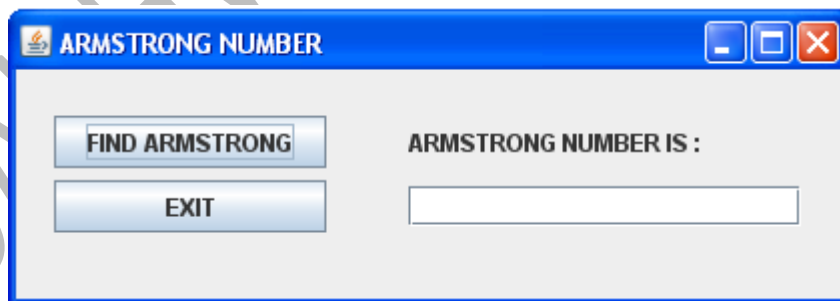 ARMSTRONG NUMBER
FIND ARMSTRONG
ARMSTRONG NUMBER IS :
EXIT